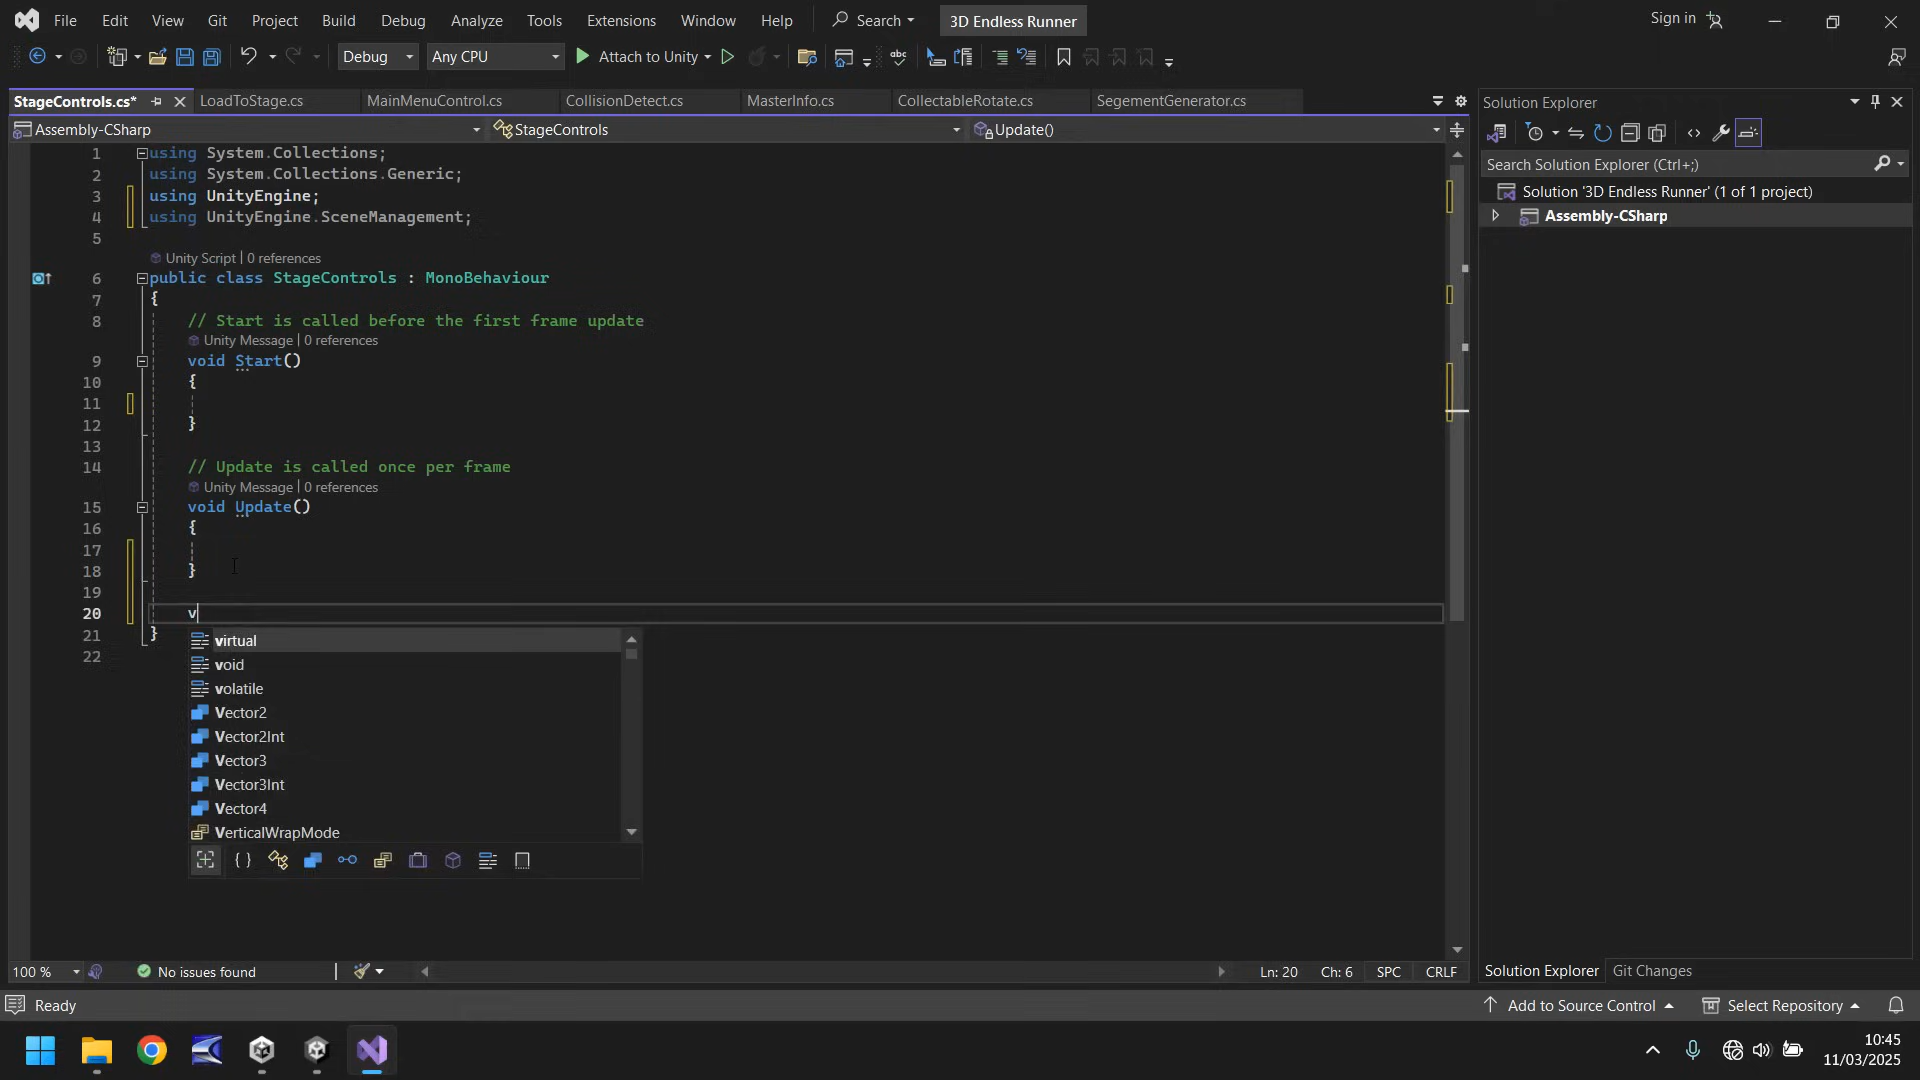 File Edit View Git Project Build Debug Test Analyze Tools Extensions Window Help Search 3D Endless Runner Sign in
Debug Any CPU Attach to Unity
StageControls.cs* LoadToStage.cs MainMenuControl.cs CollisionDetect.cs MasterInfo.cs CollectableRotate.cs SegementGenerator.cs
Assembly-CSharp StageControls Update()
1 using System.Collections;
2 using System.Collections.Generic;
3 using UnityEngine;
4 using UnityEngine.SceneManagement;
5
Unity Script | 0 references
6 public class StageControls : MonoBehaviour
7 {
8 // Start is called before the first frame update
Unity Message | 0 references
9 void Start()
10 {
11
12 }
13
14 // Update is called once per frame
Unity Message | 0 references
15 void Update()
16 {
17
18 }
19
20 v
21 }
22
virtual
void
volatile
Vector2
Vector2Int
Vector3
Vector3Int
Vector4
VerticalWrapMode
100 % No issues found Ln: 20 Ch: 6 SPC CRLF
Solution Explorer
Search Solution Explorer (Ctrl+;)
Solution '3D Endless Runner' (1 of 1 project)
Assembly-CSharp
Solution Explorer Git Changes
Ready Add to Source Control Select Repository
10:45
11/03/2025